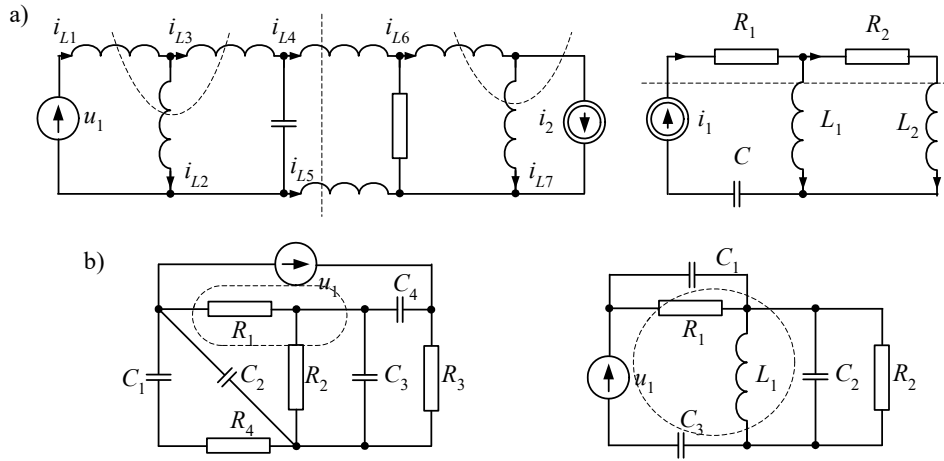 a)
i_{L1} i_{L3} i_{L4} i_{L6}
u_1 i_2
i_{L2} i_{L5} i_{L7}
R_1 R_2
i_1 L_1 L_2
C
b)
u_1
C_4
R_1
C_1 C_2 R_2 C_3 R_3
R_4
C_1
R_1
u_1 L_1 C_2 R_2
C_3